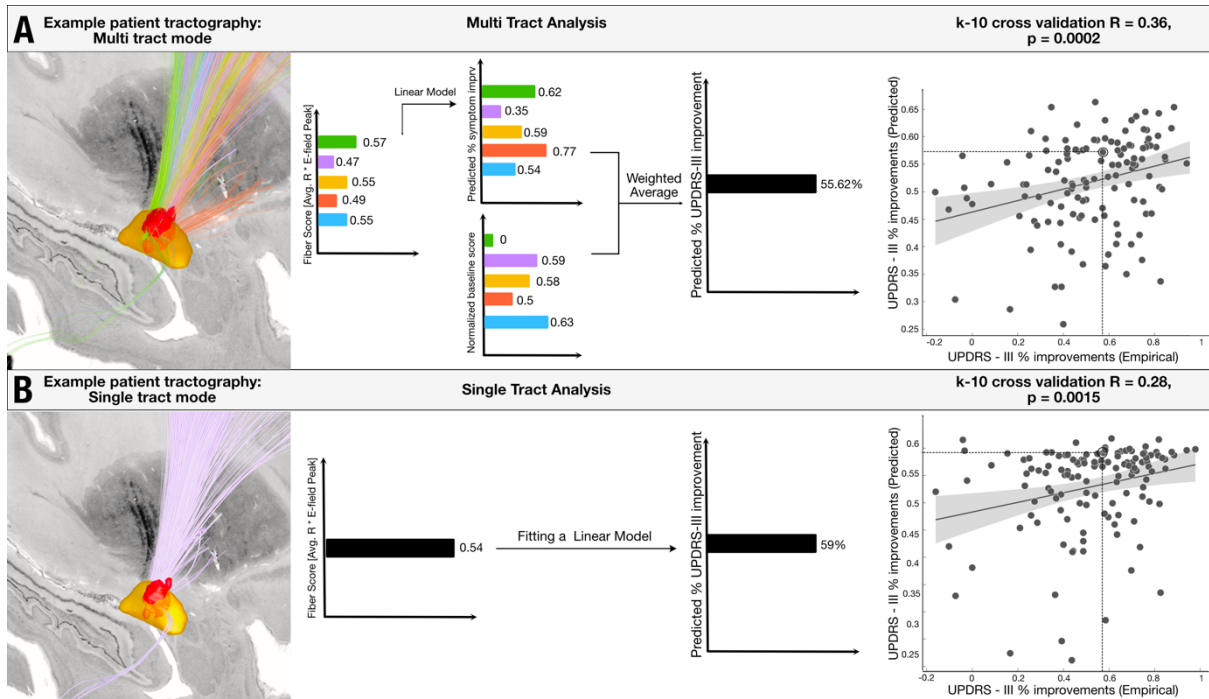 A
Example patient tractography:
Multi tract mode
Multi Tract Analysis
k-10 cross validation R = 0.36,
p = 0.0002
Fiber Score [Avg. R * E-field Peak]
0.57
0.47
0.55
0.49
0.55
Linear Model
Predicted % symptom imprv
0.62
0.35
0.59
0.77
0.54
Normalized baseline score
0
0.59
0.58
0.5
0.63
Weighted
Average
Predicted % UPDRS-III improvement
55.62%
UPDRS - III % improvements (Predicted)
0.65
0.6
0.55
0.5
0.45
0.4
0.35
0.3
0.25
-0.2 0 0.2 0.4 0.6 0.8 1
UPDRS - III % improvements (Empirical)
B
Example patient tractography:
Single tract mode
Single Tract Analysis
k-10 cross validation R = 0.28,
p = 0.0015
Fiber Score [Avg. R * E-field Peak]
0.54
Fitting a Linear Model
Predicted % UPDRS-III improvement
59%
UPDRS - III % improvements (Predicted)
0.6
0.55
0.5
0.45
0.4
0.35
0.3
0.25
-0.2 0 0.2 0.4 0.6 0.8 1
UPDRS - III % improvements (Empirical)